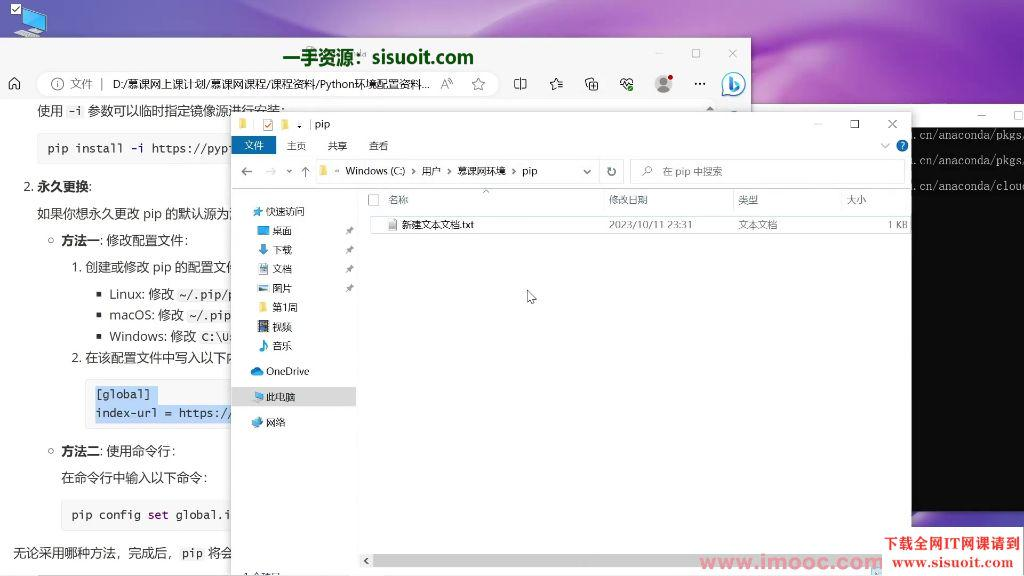 一手资源：sisuoit.com
文件
D:/慕课网上课计划/慕课网课程/课程资料/Python环境配置资料...
使用 -i 参数可以临时指定镜像源进行安装:
pip install -i https://pyp
2. 永久更换:
如果你想永久更改 pip 的默认源为
方法一: 修改配置文件:
1. 创建或修改 pip 的配置文件
Linux: 修改 ~/.pip/p
macOS: 修改 ~/.pip
Windows: 修改 C:\U
2. 在该配置文件中写入以下
[global]
index-url = https://
方法二: 使用命令行:
在命令行中输入以下命令:
pip config set global.i
无论采用哪种方法，完成后，pip 将会
pip
文件 主页 共享 查看
Windows (C:) 用户 慕课网环境 pip
在 pip 中搜索
名称 修改日期 类型 大小
新建文本文档.txt 2023/10/11 23:31 文本文档 1 KB
快速访问
桌面
下载
文档
图片
第1周
视频
音乐
OneDrive
此电脑
网络
.cn/anaconda/pkgs/
.cn/anaconda/pkgs/
.cn/anaconda/cloud
www.imooc.com
下载全网IT网课请到
www.sisuoit.com